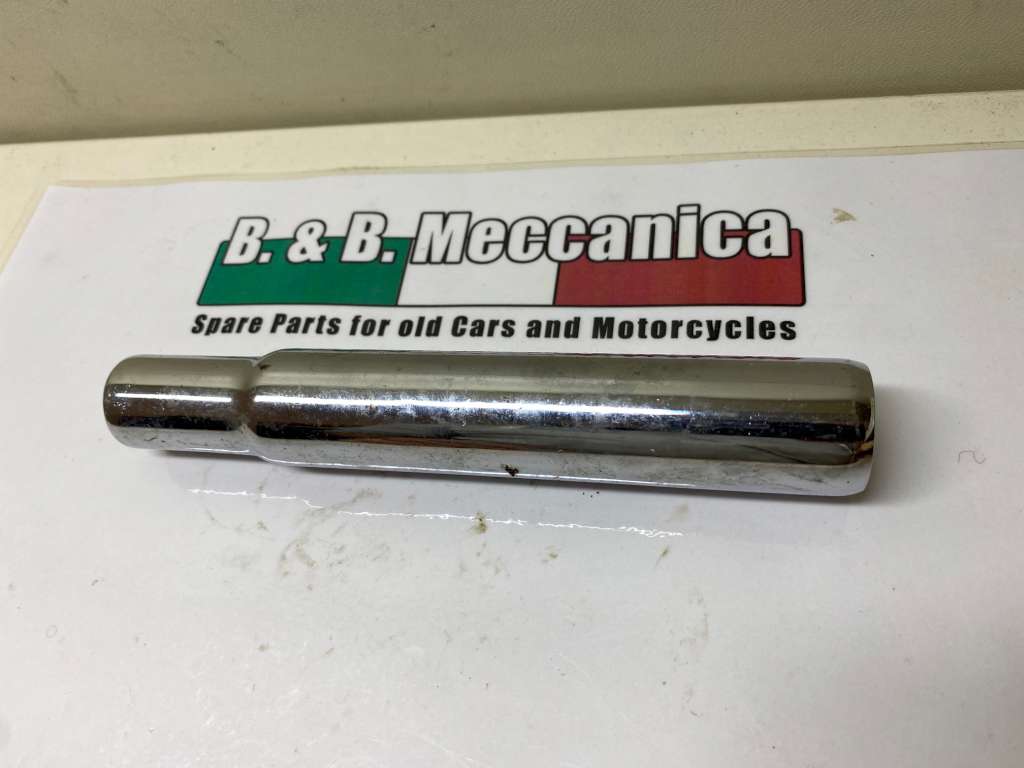 B. & B. Meccanica
Spare Parts for old Cars and Motorcycles